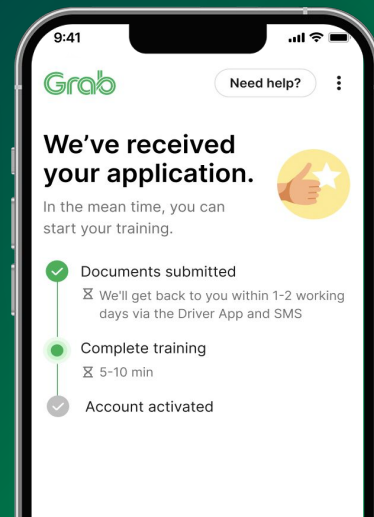 9:41
Grab
Need help?
We've received
your application.
In the mean time, you can
start your training.
Documents submitted
We'll get back to you within 1-2 working
days via the Driver App and SMS
Complete training
5-10 min
Account activated